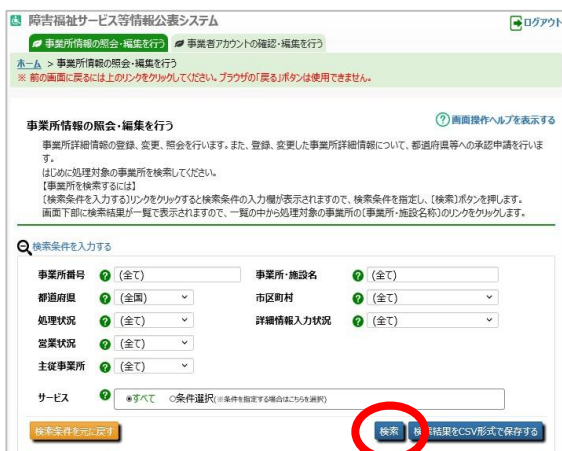 障害福祉サービス等情報公表システム
ログアウト
事業所情報の照会・編集を行う
事業者アカウントの確認・編集を行う
ホーム > 事業所情報の照会・編集を行う
※ 前の画面に戻るには上のリンクをクリックしてください。ブラウザの「戻る」ボタンは使用できません。
事業所情報の照会・編集を行う
画面操作ヘルプを表示する
事業所詳細情報の登録、変更、照会を行います。また、登録、変更した事業所詳細情報について、都道府県等への承認申請を行いま
す。
はじめに処理対象の事業所を検索してください。
【事業所を検索するには】
〔検索条件を入力する〕リンクをクリックすると検索条件の入力欄が表示されますので、検索条件を指定し、〔検索〕ボタンを押します。
画面下部に検索結果が一覧で表示されますので、一覧の中から処理対象の事業所の〔事業所・施設名称〕のリンクをクリックします。
検索条件を入力する
事業所番号 ? (全て) 事業所・施設名 ? (全て)
都道府県 ? (全国) 市区町村 ? (全て)
処理状況 ? (全て) 詳細情報入力状況 ? (全て)
営業状況 ? (全て)
主従事業所 ? (全て)
サービス ? すべて 条件選択(※条件を指定する場合はこちらを選択)
検索条件を元に戻す
検索
検索結果をCSV形式で保存する